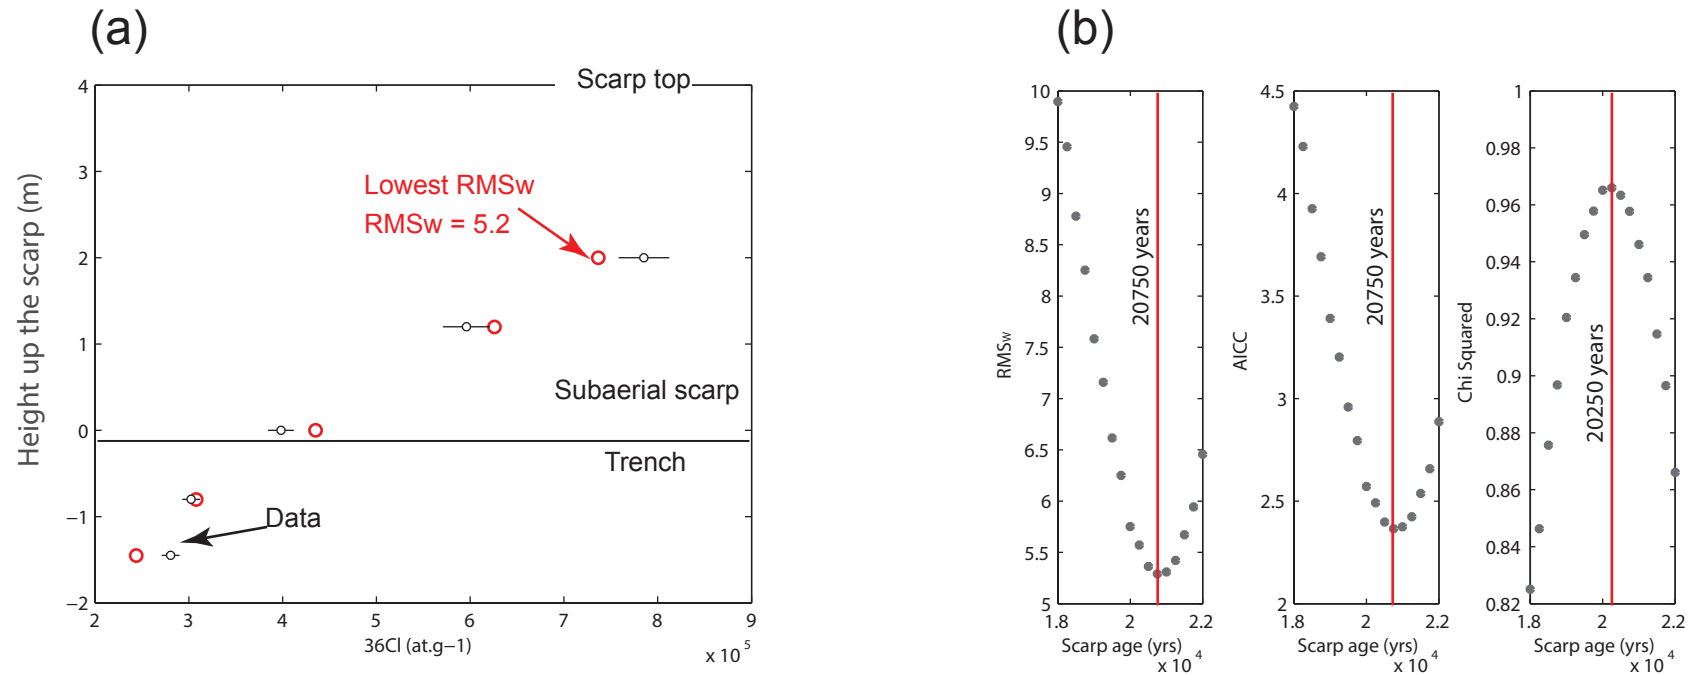 (a)
Scarp top
4
3
2
1
0
−1
−2
Height up the scarp (m)
Lowest RMSw
RMSw = 5.2
Subaerial scarp
Trench
Data
2
3
4
5
6
7
8
9
36Cl (at.g−1)
x 10 5
(b)
10
9.5
9
8.5
8
7.5
7
6.5
6
5.5
5
RMSw
20750 years
1.8
2
2.2
Scarp age (yrs)
x 10 4
4.5
4
3.5
3
2.5
2
AICC
20750 years
1.8
2
2.2
Scarp age (yrs)
x 10 4
1
0.98
0.96
0.94
0.92
0.9
0.88
0.86
0.84
0.82
Chi Squared
20250 years
1.8
2
2.2
Scarp age (yrs)
x 10 4